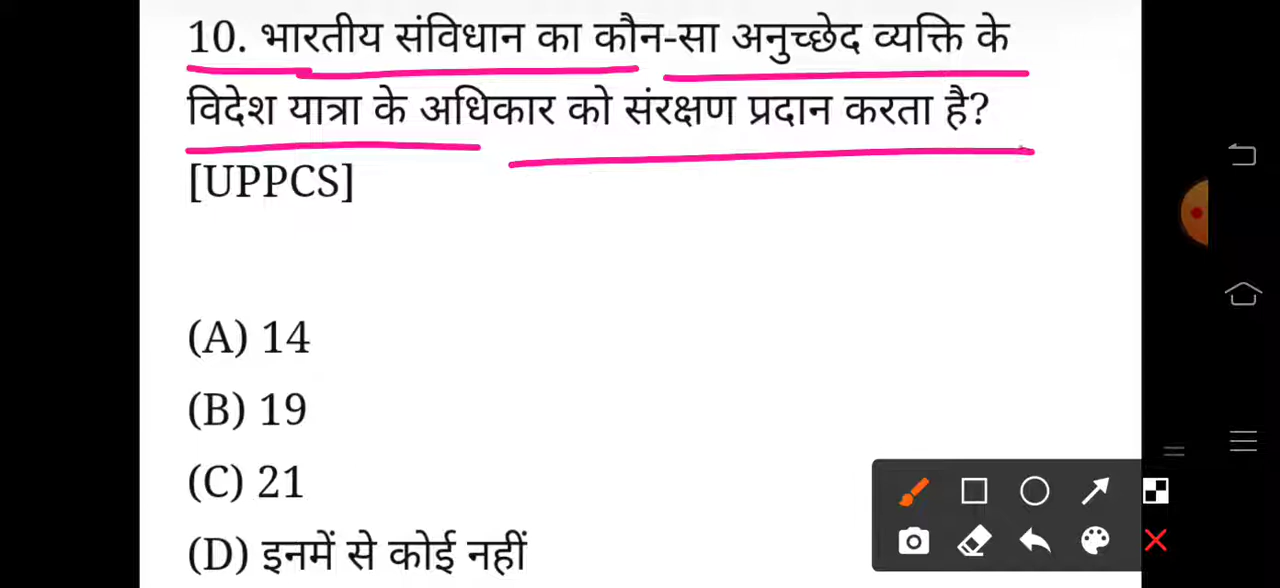 10. भारतीय संविधान का कौन-सा अनुच्छेद व्यक्ति के
विदेश यात्रा के अधिकार को संरक्षण प्रदान करता है?
[UPPCS]
(A) 14
(B) 19
(C) 21
(D) इनमें से कोई नहीं